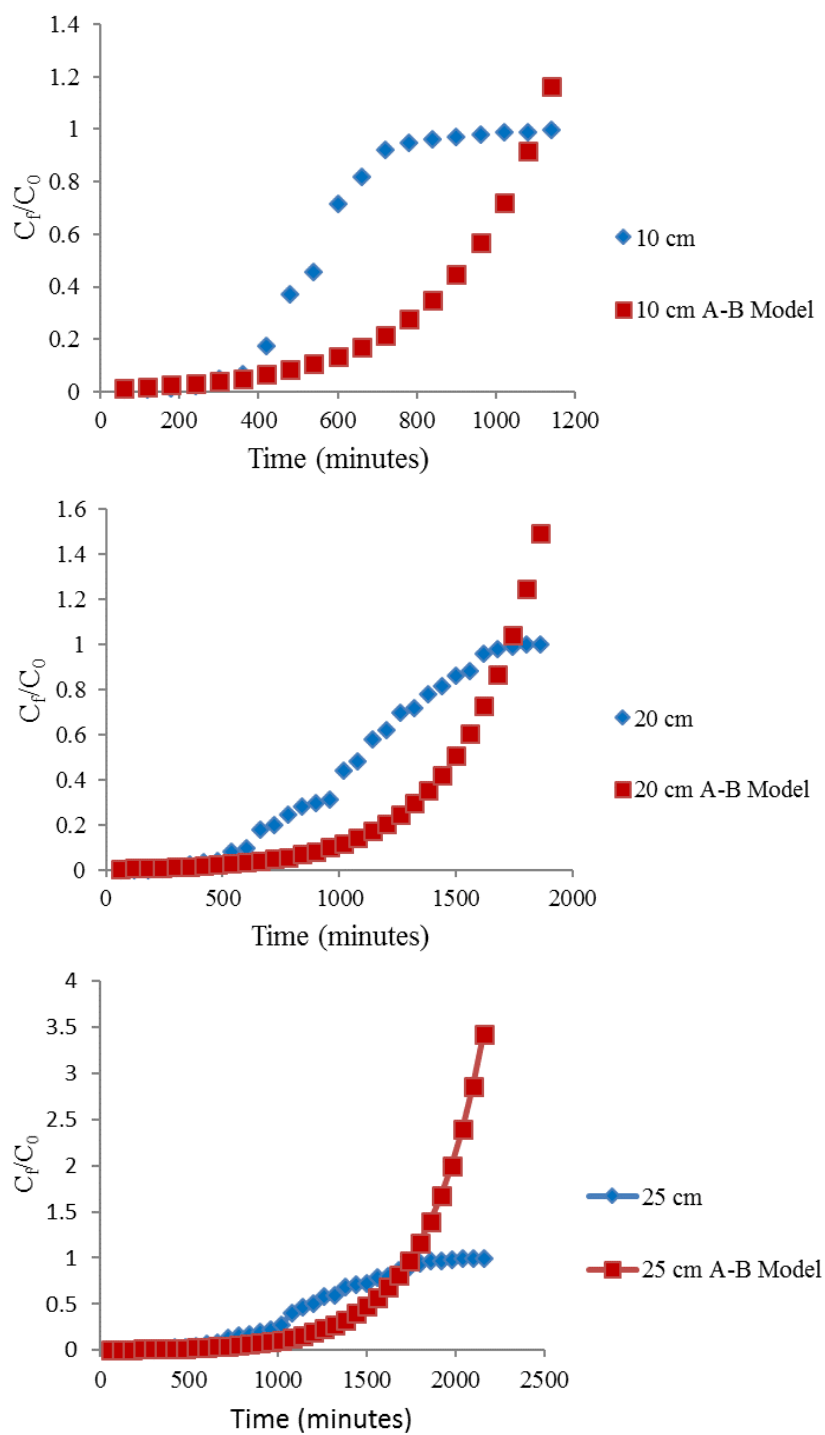 1.4
1.2
1
0.8
0.6
0.4
0.2
0
C_f/C_0
0 200 400 600 800 1000 1200
Time (minutes)
10 cm
10 cm A-B Model
1.6
1.4
1.2
1
0.8
0.6
0.4
0.2
0
C_f/C_0
0 500 1000 1500 2000
Time (minutes)
20 cm
20 cm A-B Model
4
3.5
3
2.5
2
1.5
1
0.5
0
C_f/C_0
0 500 1000 1500 2000 2500
Time (minutes)
25 cm
25 cm A-B Model